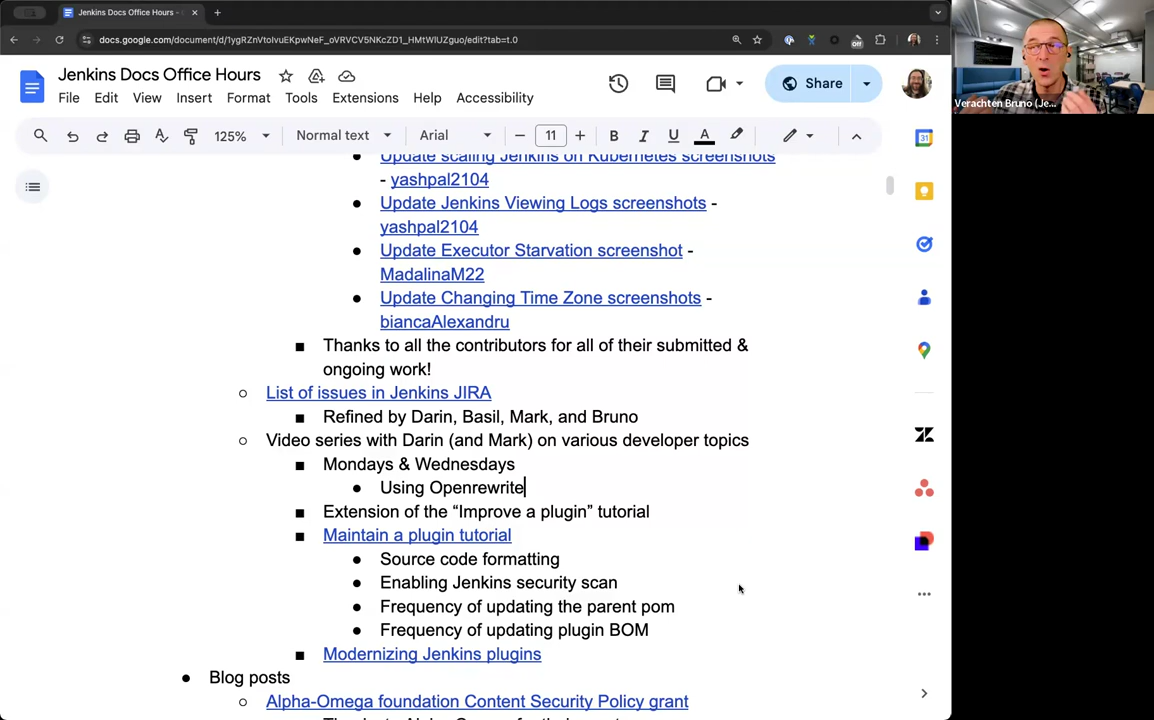 Jenkins Docs Office Hours -
docs.google.com/document/d/1ygRZnVtoIvuEKpwNeF_oVRVCV5NKcZD1_HMtWlUZguo/edit?tab=t.0
Jenkins Docs Office Hours
Share
File Edit View Insert Format Tools Extensions Help Accessibility
125% Normal text Arial 11 B I U A
Update scaling Jenkins on Kubernetes screenshots
- yashpal2104
Update Jenkins Viewing Logs screenshots -
yashpal2104
Update Executor Starvation screenshot -
MadalinaM22
Update Changing Time Zone screenshots -
biancaAlexandru
Thanks to all the contributors for all of their submitted &
ongoing work!
List of issues in Jenkins JIRA
Refined by Darin, Basil, Mark, and Bruno
Video series with Darin (and Mark) on various developer topics
Mondays & Wednesdays
Using Openrewrite
Extension of the “Improve a plugin” tutorial
Maintain a plugin tutorial
Source code formatting
Enabling Jenkins security scan
Frequency of updating the parent pom
Frequency of updating plugin BOM
Modernizing Jenkins plugins
Blog posts
Alpha-Omega foundation Content Security Policy grant
Verachten Bruno (Je...
31